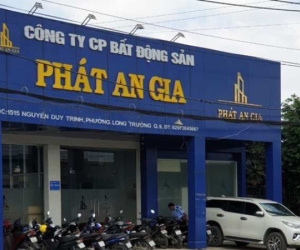 CÔNG TY CP BẤT ĐỘNG SẢN
PHÁT AN GIA
1515 NGUYỄN DUY TRINH, PHƯỜNG LONG TRƯỜNG Q.9
PHÁT AN GIA